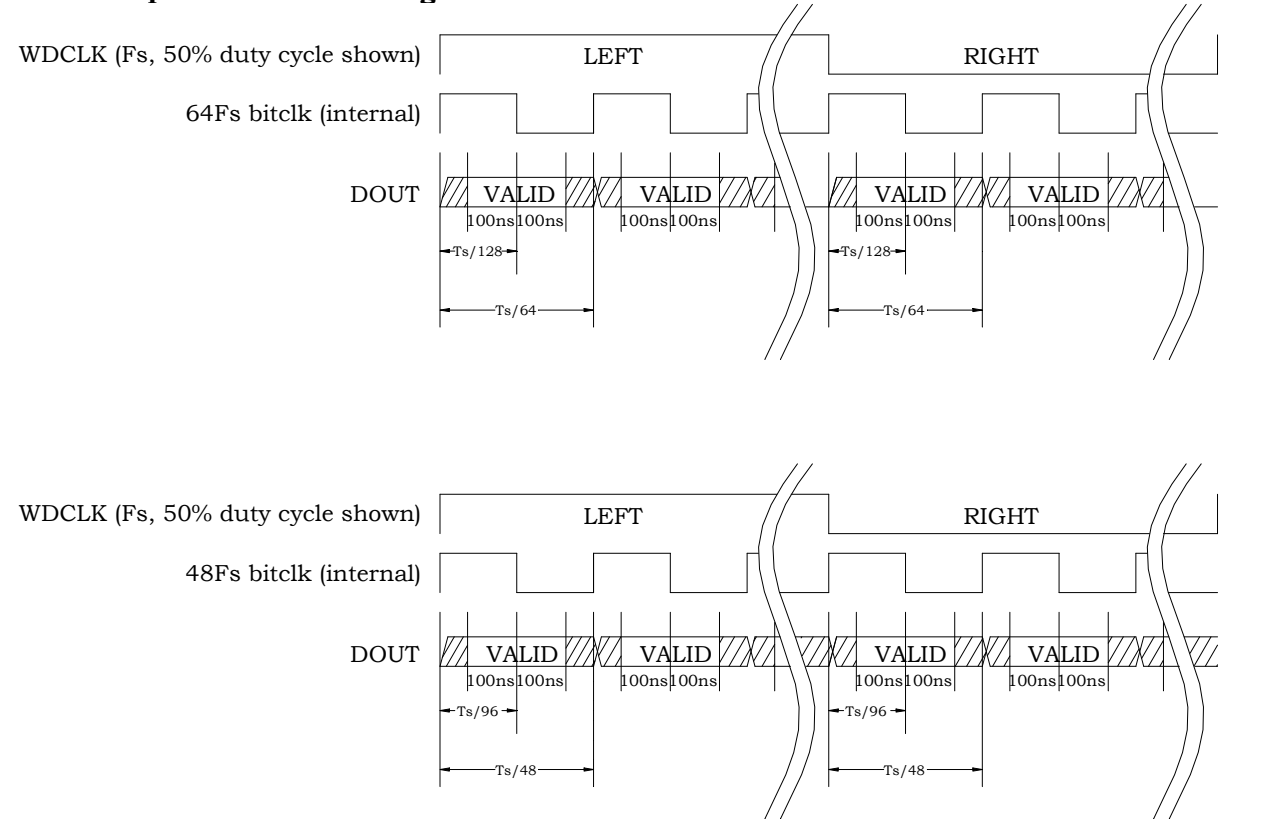 WDCLK (Fs, 50% duty cycle shown) LEFT RIGHT
64Fs bitclk (internal)
DOUT VALID VALID VALID VALID
100ns 100ns 100ns 100ns 100ns 100ns 100ns 100ns
Ts/128 Ts/128
Ts/64 Ts/64
WDCLK (Fs, 50% duty cycle shown) LEFT RIGHT
48Fs bitclk (internal)
DOUT VALID VALID VALID VALID
100ns 100ns 100ns 100ns 100ns 100ns 100ns 100ns
Ts/96 Ts/96
Ts/48 Ts/48